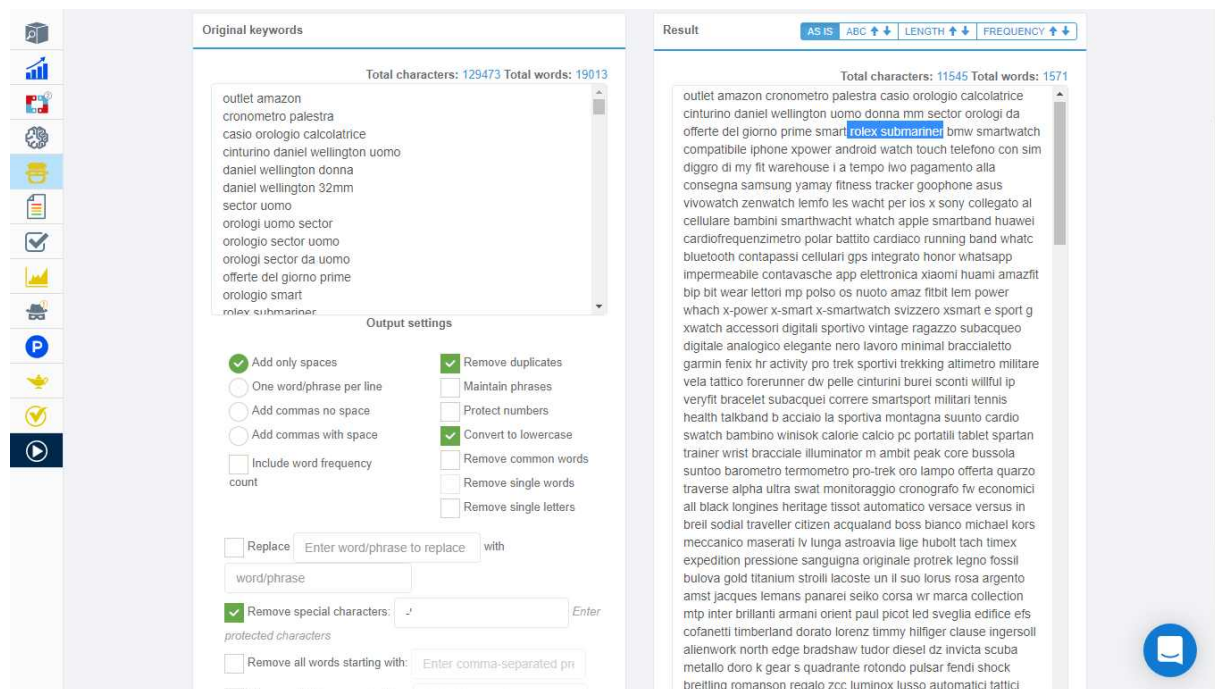 Original keywords
Total characters: 129473 Total words: 19013
outlet amazon
cronometro palestra
casio orologio calcolatrice
cinturino daniel wellington uomo
daniel wellington donna
daniel wellington 32mm
sector uomo
orologi uomo sector
orologio sector uomo
orologi sector da uomo
offerte del giorno prime
orologio smart
rolex submariner
Output settings
Add only spaces
One word/phrase per line
Add commas no space
Add commas with space
Include word frequency
count
Remove duplicates
Maintain phrases
Protect numbers
Convert to lowercase
Remove common words
Remove single words
Remove single letters
Replace Enter word/phrase to replace with
word/phrase
Remove special characters: -' Enter
protected characters
Remove all words starting with: Enter comma-separated pre
Result AS IS ABC LENGTH FREQUENCY
Total characters: 11545 Total words: 1571
outlet amazon cronometro palestra casio orologio calcolatrice
cinturino daniel wellington uomo donna mm sector orologi da
offerte del giorno prime smart rolex submariner bmw smartwatch
compatibile iphone xpower android watch touch telefono con sim
diggro di my fit warehouse i a tempo iwo pagamento alla
consegna samsung yamay fitness tracker goophone asus
vivowatch zenwatch lemfo les wacht per ios x sony collegato al
cellulare bambini smarthwacht whatch apple smartband huawei
cardiofrequenzimetro polar battito cardiaco running band whatc
bluetooth contapassi cellulari gps integrato honor whatsapp
impermeabile contavasche app elettronica xiaomi huami amazfit
bip bit wear lettori mp polso os nuoto amaz fitbit lem power
whach x-power x-smart x-smartwatch svizzero xsmart e sport g
xwatch accessori digitali sportivo vintage ragazzo subacqueo
digitale analogico elegante nero lavoro minimal braccialetto
garmin fenix hr activity pro trek sportivi trekking altimetro militare
vela tattico forerunner dw pelle cinturini burei sconti willful ip
veryfit bracelet subacquei correre smartsport militari tennis
health talkband b acciaio la sportiva montagna suunto cardio
swatch bambino winisok calorie calcio pc portatili tablet spartan
trainer wrist bracciale illuminator m ambit peak core bussola
suntoo barometro termometro pro-trek oro lampo offerta quarzo
traverse alpha ultra swat monitoraggio cronografo fw economici
all black longines heritage tissot automatico versace versus in
breil sodial traveller citizen acqualand boss bianco michael kors
meccanico maserati lv lunga astroavia lige hubolt tach timex
expedition pressione sanguigna originale protrek legno fossil
bulova gold titanium stroili lacoste un il suo lorus rosa argento
amst jacques lemans panarei seiko corsa wr marca collection
mtp inter brillanti armani orient paul picot led sveglia edifice efs
cofanetti timberland dorato lorenz timmy hilfiger clause ingersoll
alienwork north edge bradshaw tudor diesel dz invicta scuba
metallo doro k gear s quadrante rotondo pulsar fendi shock
breitling romanson regalo zcc luminox lusso automatici tattici